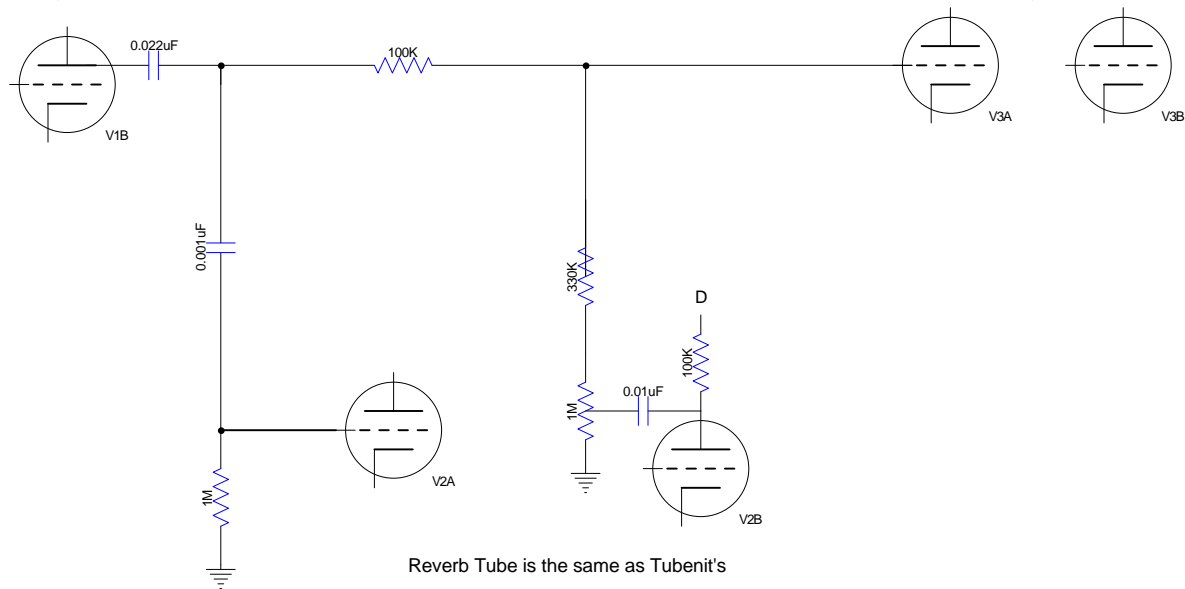 0.022uF
100K
V1B
V3A
V3B
0.001uF
330K
D
100K
0.01uF
1M
V2A
1M
V2B
Reverb Tube is the same as Tubenit's